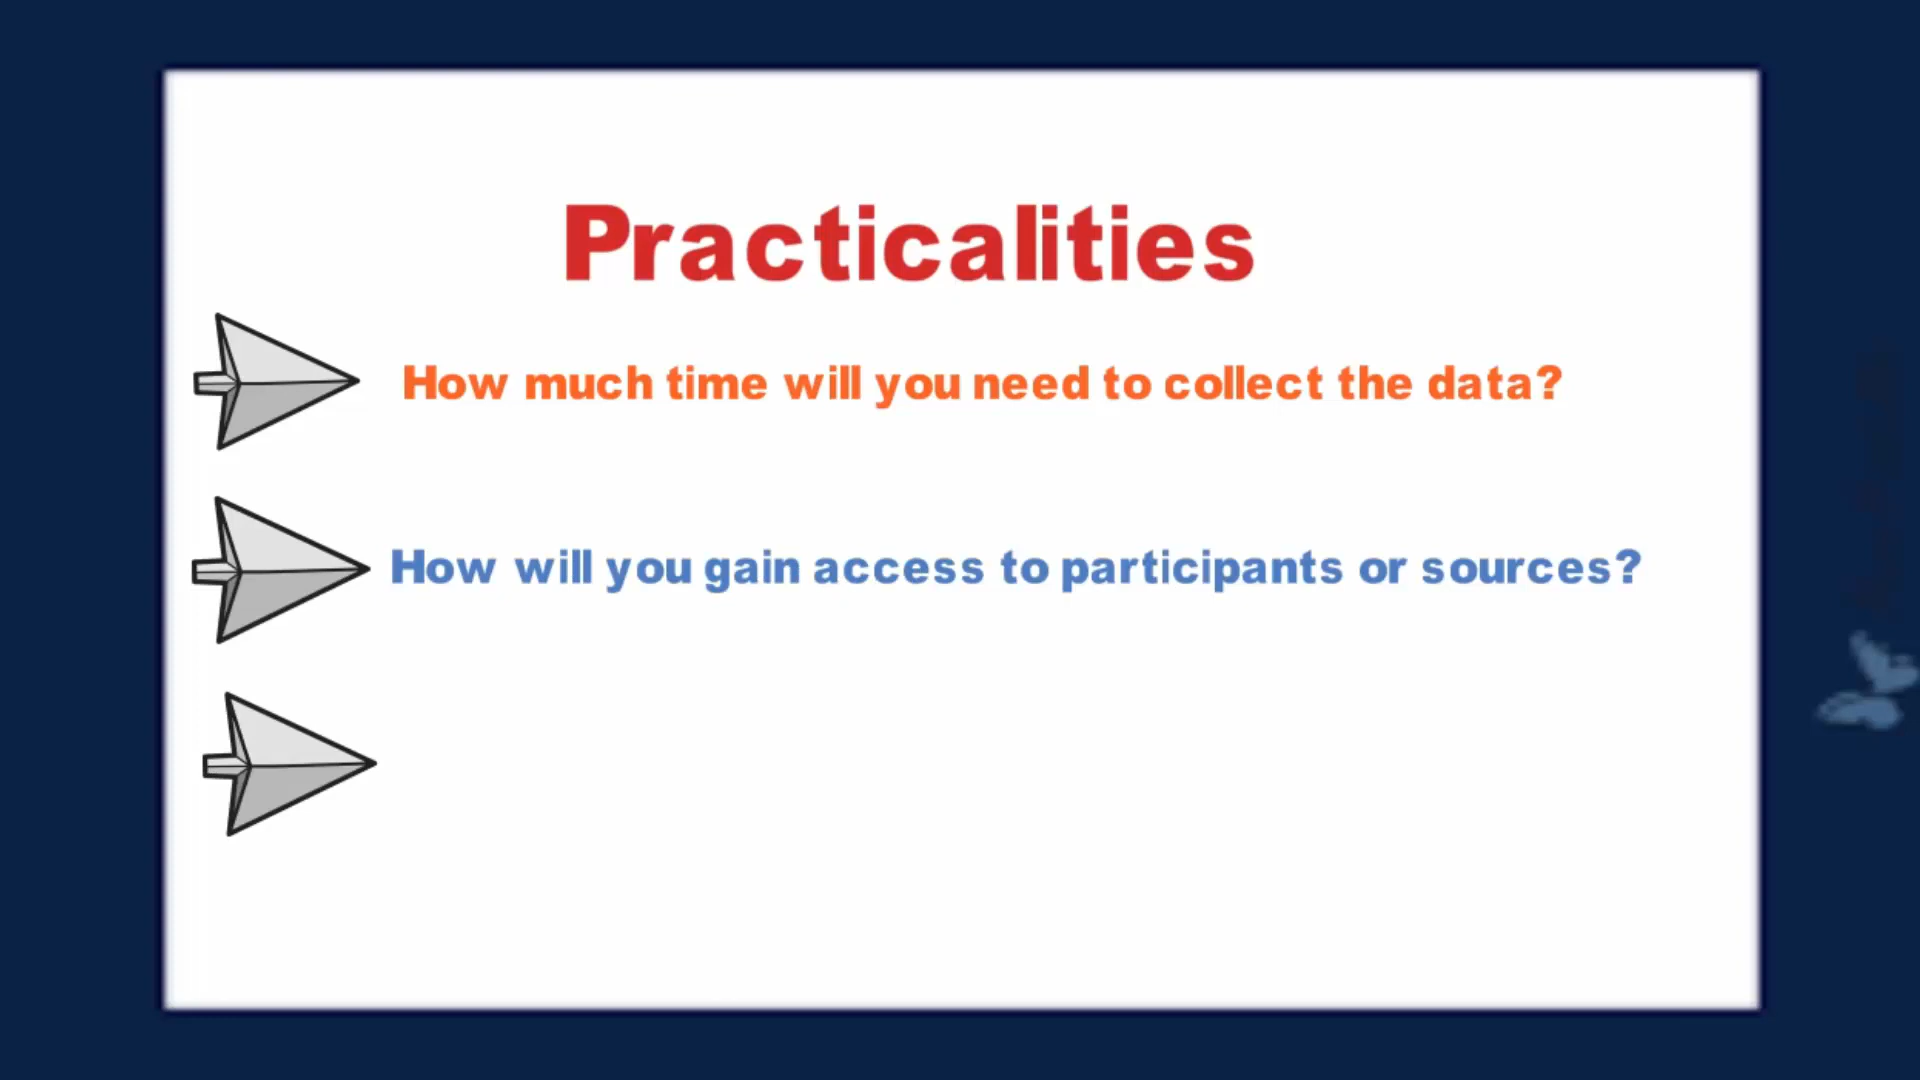 Practicalities
How much time will you need to collect the data?
How will you gain access to participants or sources?